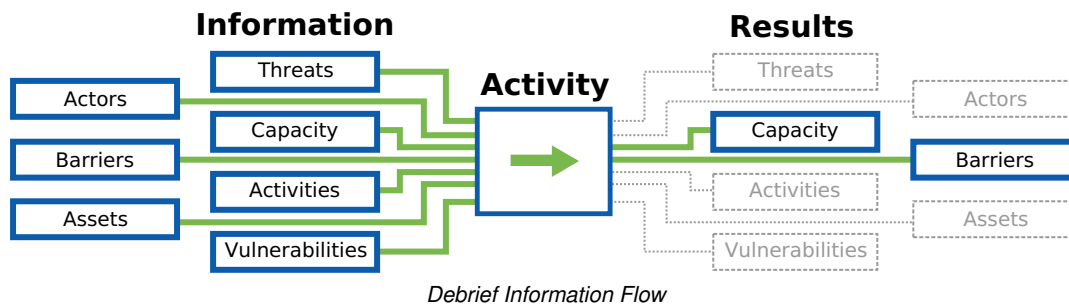 Information
Results
Activity
Threats
Actors
Capacity
Barriers
Activities
Assets
Vulnerabilities
Threats
Actors
Capacity
Barriers
Activities
Assets
Vulnerabilities
Debrief Information Flow